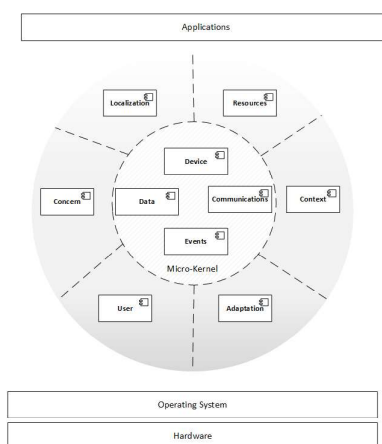 Applications
Localization
Resources
Device
Concern
Data
Communications
Context
Events
Micro-Kernel
User
Adaptation
Operating System
Hardware